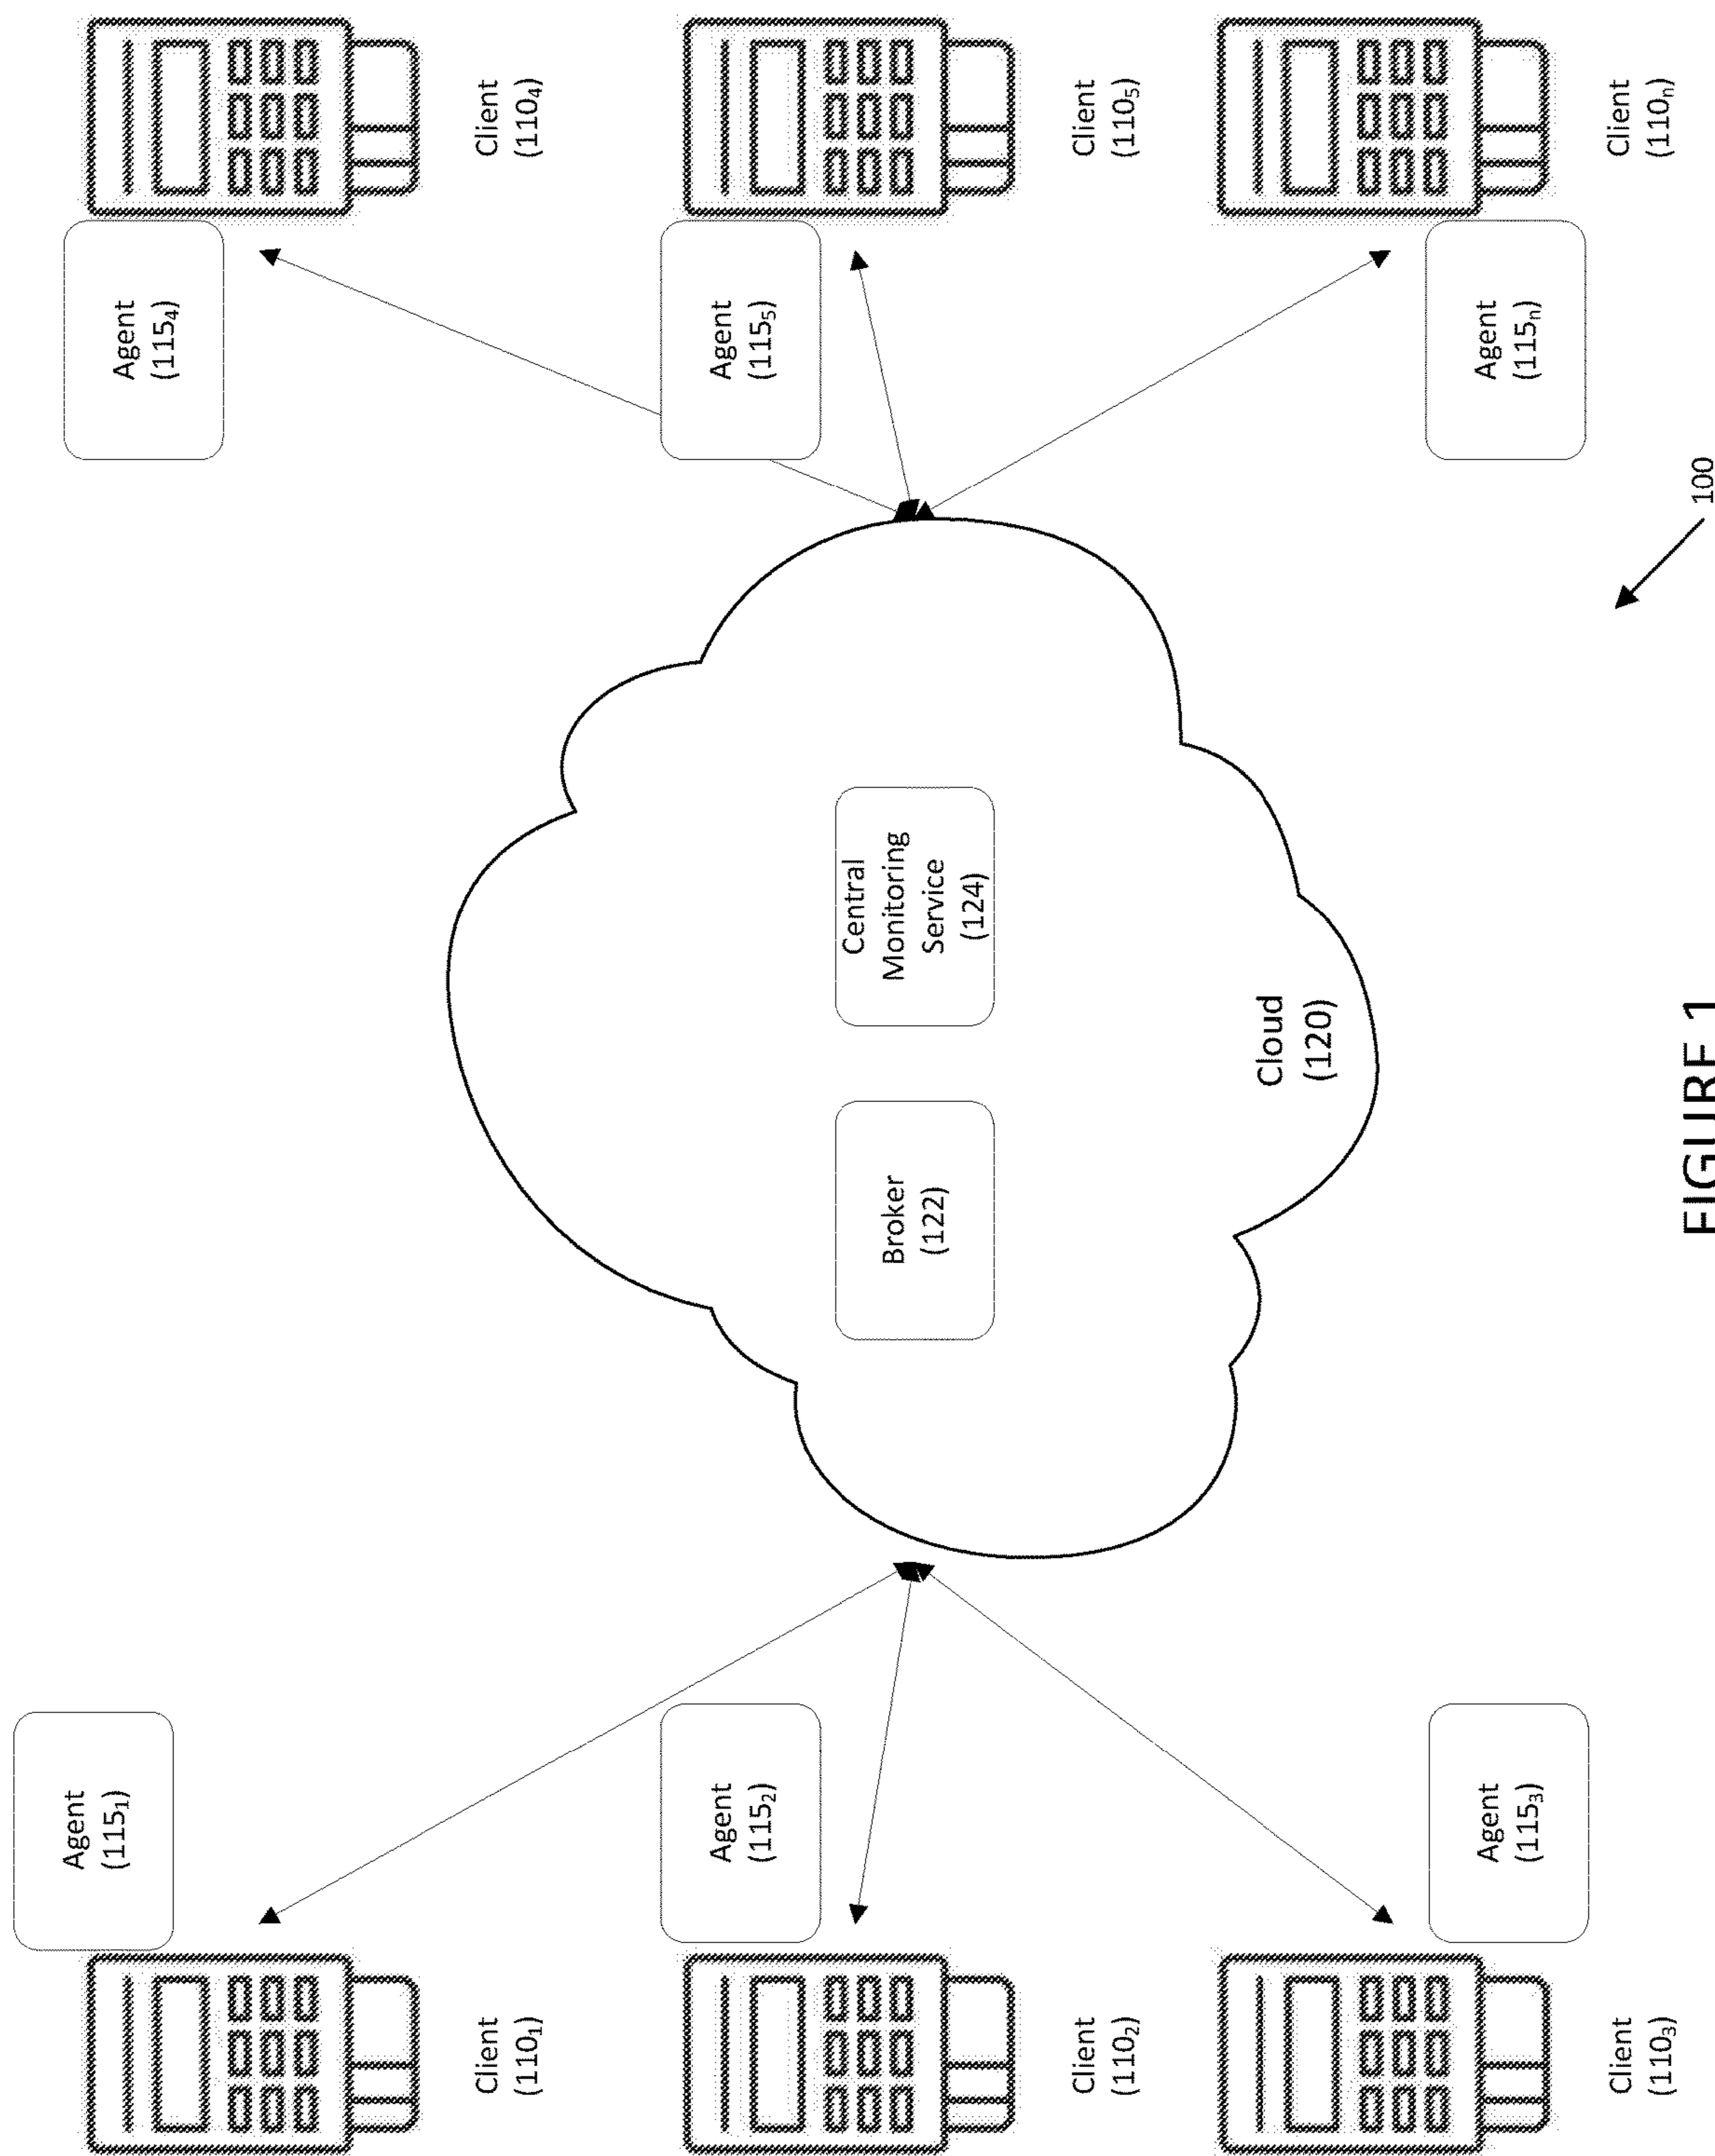 Agent
(115₁)
Agent
(115₄)
Client
(110₁)
Client
(110₄)
Agent
(115₂)
Agent
(115₅)
Broker
(122)
Central
Monitoring
Service
(124)
Client
(110₂)
Client
(110₅)
Cloud
(120)
Agent
(115₃)
Agent
(115ₙ)
Client
(110₃)
Client
(110ₙ)
100
FIGURE 1